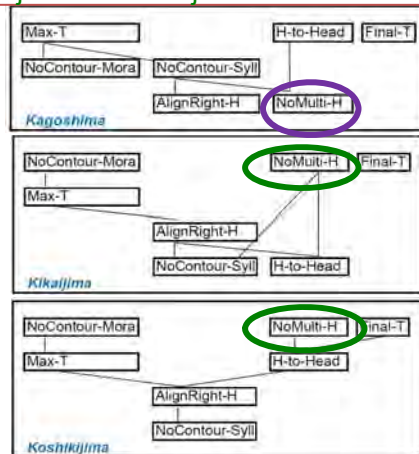 Max-T H-to-Head Final-T
NoContour-Mora NoContour-Syll
AlignRight-H NoMulti-H
Kagoshima
NoContour-Mora NoMulti-H Final-T
Max-T
AlignRight-H
NoContour-Syll H-to-Head
Kikaijima
NoContour-Mora NoMulti-H Final-T
Max-T H-to-Head
AlignRight-H
NoContour-Syll
Koshikijima